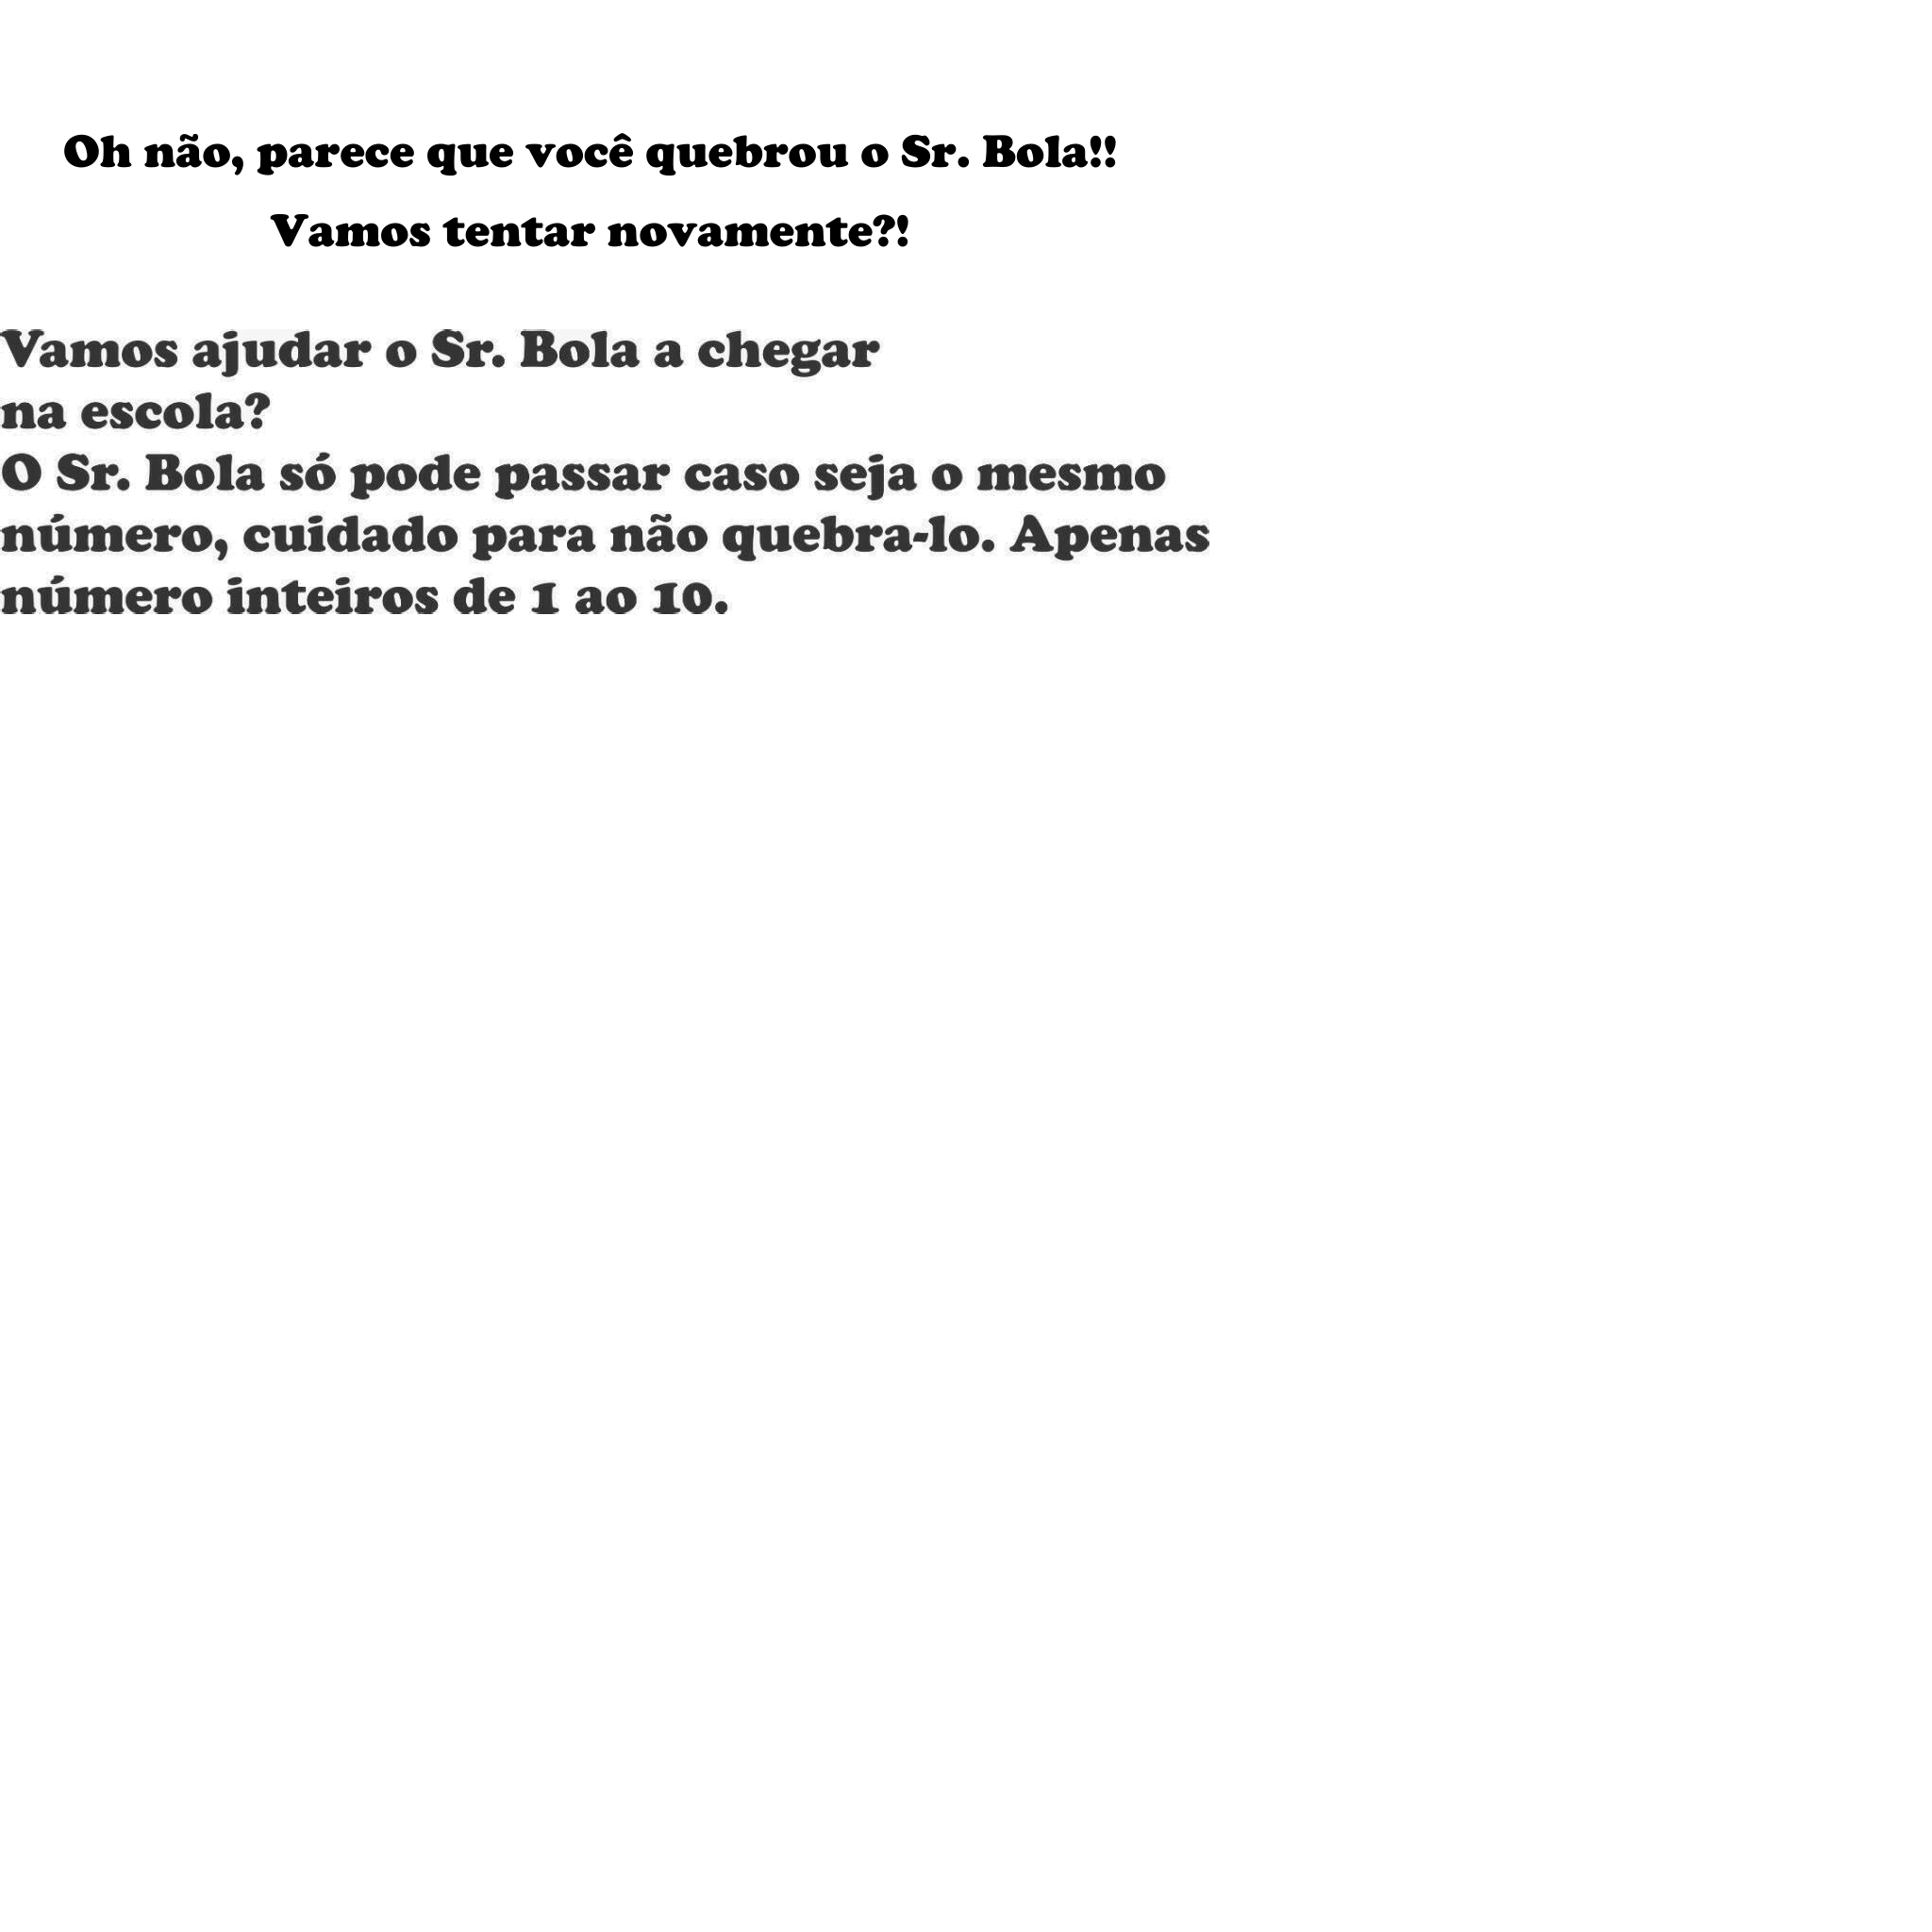 Oh não, parece que você quebrou o Sr. Bola!!
Vamos tentar novamente?!
Vamos ajudar o Sr. Bola a chegar
na escola?
O Sr. Bola só pode passar caso seja o mesmo
número, cuidado para não quebra-lo. Apenas
número inteiros de 1 ao 10.